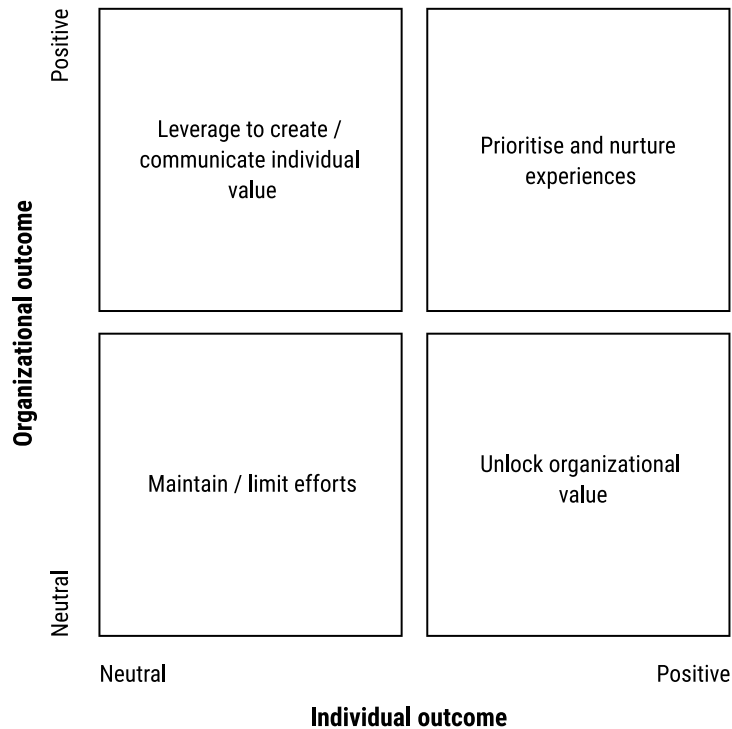 Positive
Organizational outcome
Neutral
Leverage to create /
communicate individual
value
Prioritise and nurture
experiences
Maintain / limit efforts
Unlock organizational
value
Neutral
Positive
Individual outcome